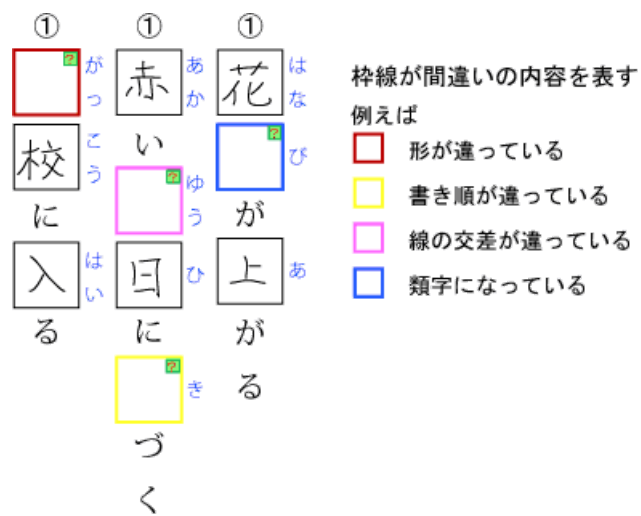 ①
花
はな
?
び
が
上
あ
が
る
①
赤
あか
い
?
ゆう
日
ひ
に
?
き
づ
く
①
?
がっ
校
こう
に
入
はい
る
枠線が間違いの内容を表す
例えば
形が違っている
書き順が違っている
線の交差が違っている
類字になっている